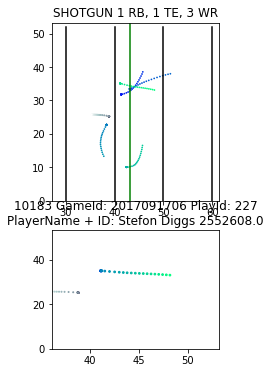 SHOTGUN 1 RB, 1 TE, 3 WR
50
40
30
20
10
0
30 40 50 60
10183 GameId: 2017091706 PlayId: 227
PlayerName + ID: Stefon Diggs 2552608.0
40
20
0
40 45 50